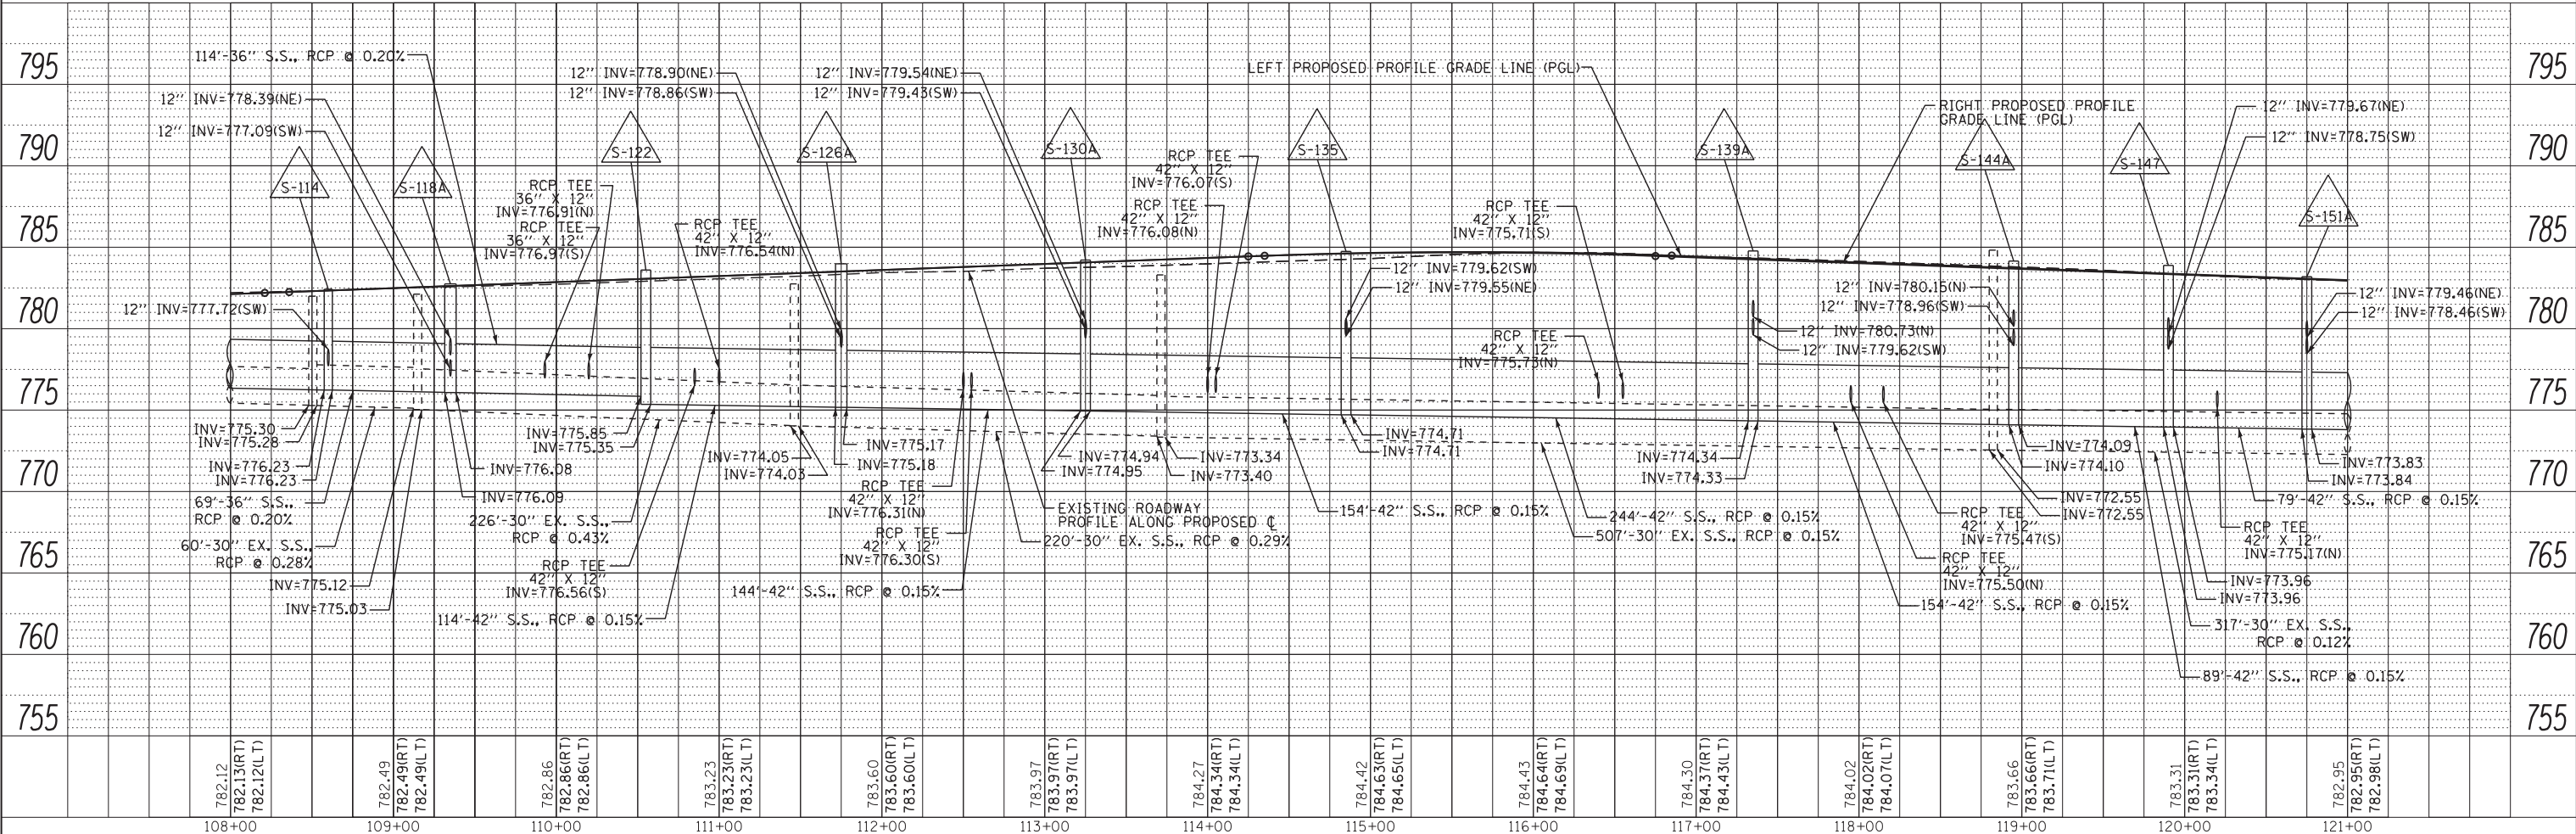 795
790
785
780
775
770
765
760
755
795
790
785
780
775
770
765
760
755
114'-36'' S.S., RCP @ 0.20%
12'' INV=778.39(NE)
12'' INV=777.09(SW)
S-114
S-118A
12'' INV=777.72(SW)
12'' INV=778.90(NE)
12'' INV=778.86(SW)
S-122
S-126A
RCP TEE
36'' X 12''
INV=776.91(N)
RCP TEE
36'' X 12''
INV=776.97(S)
RCP TEE
42'' X 12''
INV=776.54(N)
12'' INV=779.54(NE)
12'' INV=779.43(SW)
S-130A
RCP TEE
42'' X 12''
INV=776.07(S)
RCP TEE
42'' X 12''
INV=776.08(N)
LEFT PROPOSED PROFILE GRADE LINE (PGL)
S-135
12'' INV=779.62(SW)
12'' INV=779.55(NE)
RCP TEE
42'' X 12''
INV=775.71(S)
RCP TEE
42'' X 12''
INV=775.73(N)
S-139A
12'' INV=780.73(N)
12'' INV=779.62(SW)
RIGHT PROPOSED PROFILE
GRADE LINE (PGL)
S-144A
12'' INV=780.15(N)
12'' INV=778.96(SW)
S-147
12'' INV=779.67(NE)
12'' INV=778.75(SW)
S-151A
12'' INV=779.46(NE)
12'' INV=778.46(SW)
INV=775.30
INV=775.28
INV=776.23
INV=776.23
69'-36'' S.S.,
RCP @ 0.20%
60'-30'' EX. S.S.,
RCP @ 0.28%
INV=775.12
INV=775.03
INV=776.08
INV=776.09
INV=775.85
INV=775.35
226'-30'' EX. S.S.,
RCP @ 0.43%
RCP TEE
42'' X 12''
INV=776.56(S)
114'-42'' S.S., RCP @ 0.15%
INV=774.05
INV=774.03
INV=775.17
INV=775.18
RCP TEE
42'' X 12''
INV=776.31(N)
RCP TEE
42'' X 12''
INV=776.30(S)
144'-42'' S.S., RCP @ 0.15%
INV=774.94
INV=774.95
EXISTING ROADWAY
PROFILE ALONG PROPOSED ℄
220'-30'' EX. S.S., RCP @ 0.29%
INV=773.34
INV=773.40
INV=774.71
INV=774.71
154'-42'' S.S., RCP @ 0.15%
244'-42'' S.S., RCP @ 0.15%
507'-30'' EX. S.S., RCP @ 0.15%
INV=774.34
INV=774.33
INV=774.09
INV=774.10
INV=772.55
INV=772.55
RCP TEE
42'' X 12''
INV=775.47(S)
RCP TEE
42'' X 12''
INV=775.50(N)
154'-42'' S.S., RCP @ 0.15%
INV=773.83
INV=773.84
79'-42'' S.S., RCP @ 0.15%
RCP TEE
42'' X 12''
INV=775.17(N)
INV=773.96
INV=773.96
317'-30'' EX. S.S.,
RCP @ 0.12%
89'-42'' S.S., RCP @ 0.15%
782.12
782.13(RT)
782.12(LT)
782.49
782.49(RT)
782.49(LT)
782.86
782.86(RT)
782.86(LT)
783.23
783.23(RT)
783.23(LT)
783.60
783.60(RT)
783.60(LT)
783.97
783.97(RT)
783.97(LT)
784.27
784.34(RT)
784.34(LT)
784.42
784.63(RT)
784.65(LT)
784.43
784.64(RT)
784.69(LT)
784.30
784.37(RT)
784.43(LT)
784.02
784.02(RT)
784.07(LT)
783.66
783.66(RT)
783.71(LT)
783.31
783.31(RT)
783.34(LT)
782.95
782.95(RT)
782.98(LT)
108+00
109+00
110+00
111+00
112+00
113+00
114+00
115+00
116+00
117+00
118+00
119+00
120+00
121+00